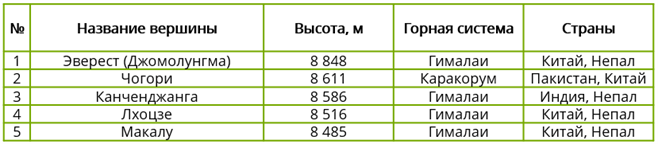 № Название вершины Высота, м Горная система Страны
1 Эверест (Джомолунгма) 8 848 Гималаи Китай, Непал
2 Чогори 8 611 Каракорум Пакистан, Китай
3 Канченджанга 8 586 Гималаи Индия, Непал
4 Лхоцзе 8 516 Гималаи Китай, Непал
5 Макалу 8 485 Гималаи Китай, Непал